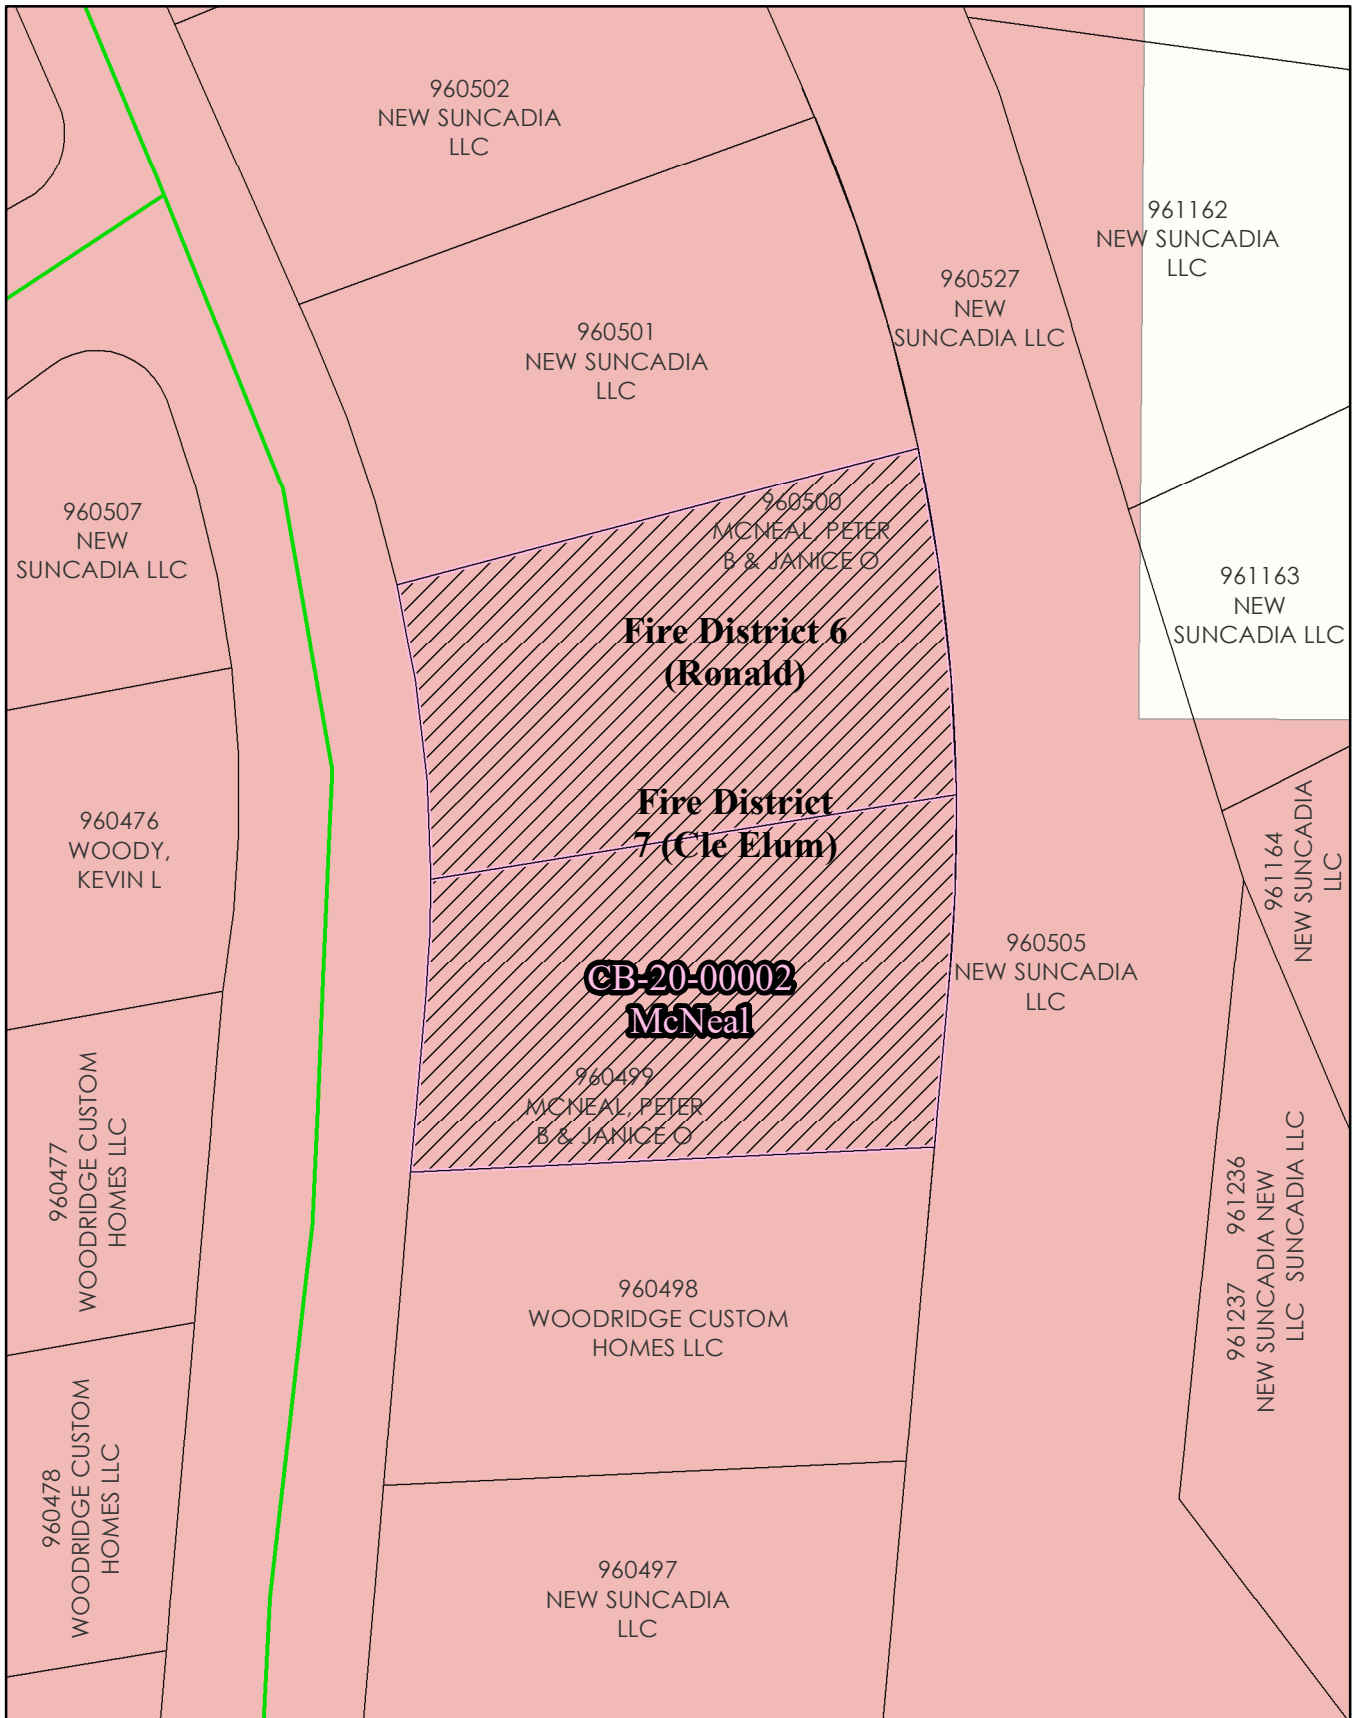 960502
NEW SUNCADIA
LLC
961162
NEW SUNCADIA
LLC
960527
NEW
SUNCADIA LLC
960501
NEW SUNCADIA
LLC
960507
NEW
SUNCADIA LLC
960500
MCNEAL, PETER
B & JANICE O
961163
NEW
SUNCADIA LLC
Fire District 6
(Ronald)
Fire District
7 (Cle Elum)
960476
WOODY,
KEVIN L
961164
NEW SUNCADIA
LLC
960505
NEW SUNCADIA
LLC
CB-20-00002
McNeal
960499
MCNEAL, PETER
B & JANICE O
960477
WOODRIDGE CUSTOM
HOMES LLC
961237 961236
NEW SUNCADIA NEW
LLC SUNCADIA LLC
960498
WOODRIDGE CUSTOM
HOMES LLC
960478
WOODRIDGE CUSTOM
HOMES LLC
960497
NEW SUNCADIA
LLC